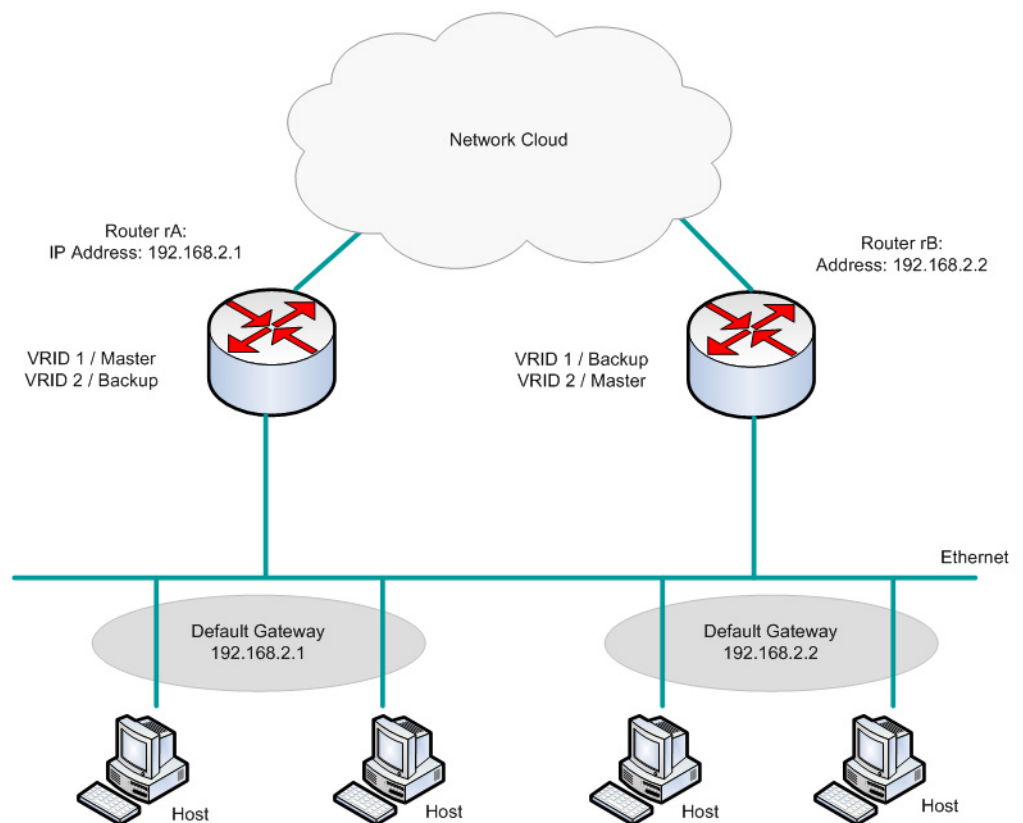 Network Cloud
Router rA:
IP Address: 192.168.2.1
Router rB:
Address: 192.168.2.2
VRID 1 / Master
VRID 2 / Backup
VRID 1 / Backup
VRID 2 / Master
Ethernet
Default Gateway
192.168.2.1
Default Gateway
192.168.2.2
Host
Host
Host
Host